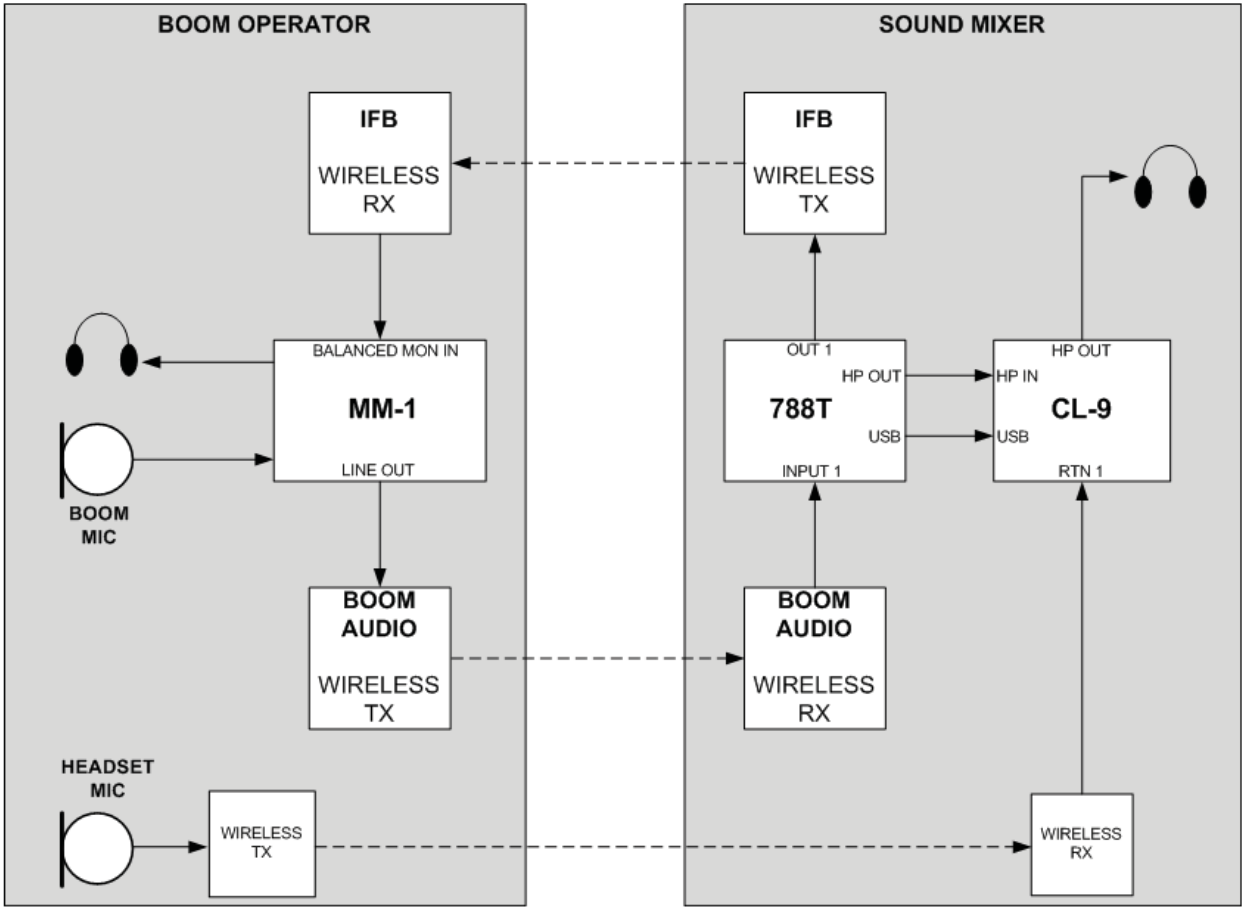 BOOM OPERATOR
SOUND MIXER
IFB
WIRELESS
RX
IFB
WIRELESS
TX
BALANCED MON IN
MM-1
LINE OUT
BOOM
MIC
OUT 1
HP OUT
788T
USB
INPUT 1
HP OUT
HP IN
CL-9
USB
RTN 1
BOOM
AUDIO
WIRELESS
TX
BOOM
AUDIO
WIRELESS
RX
HEADSET
MIC
WIRELESS
TX
WIRELESS
RX